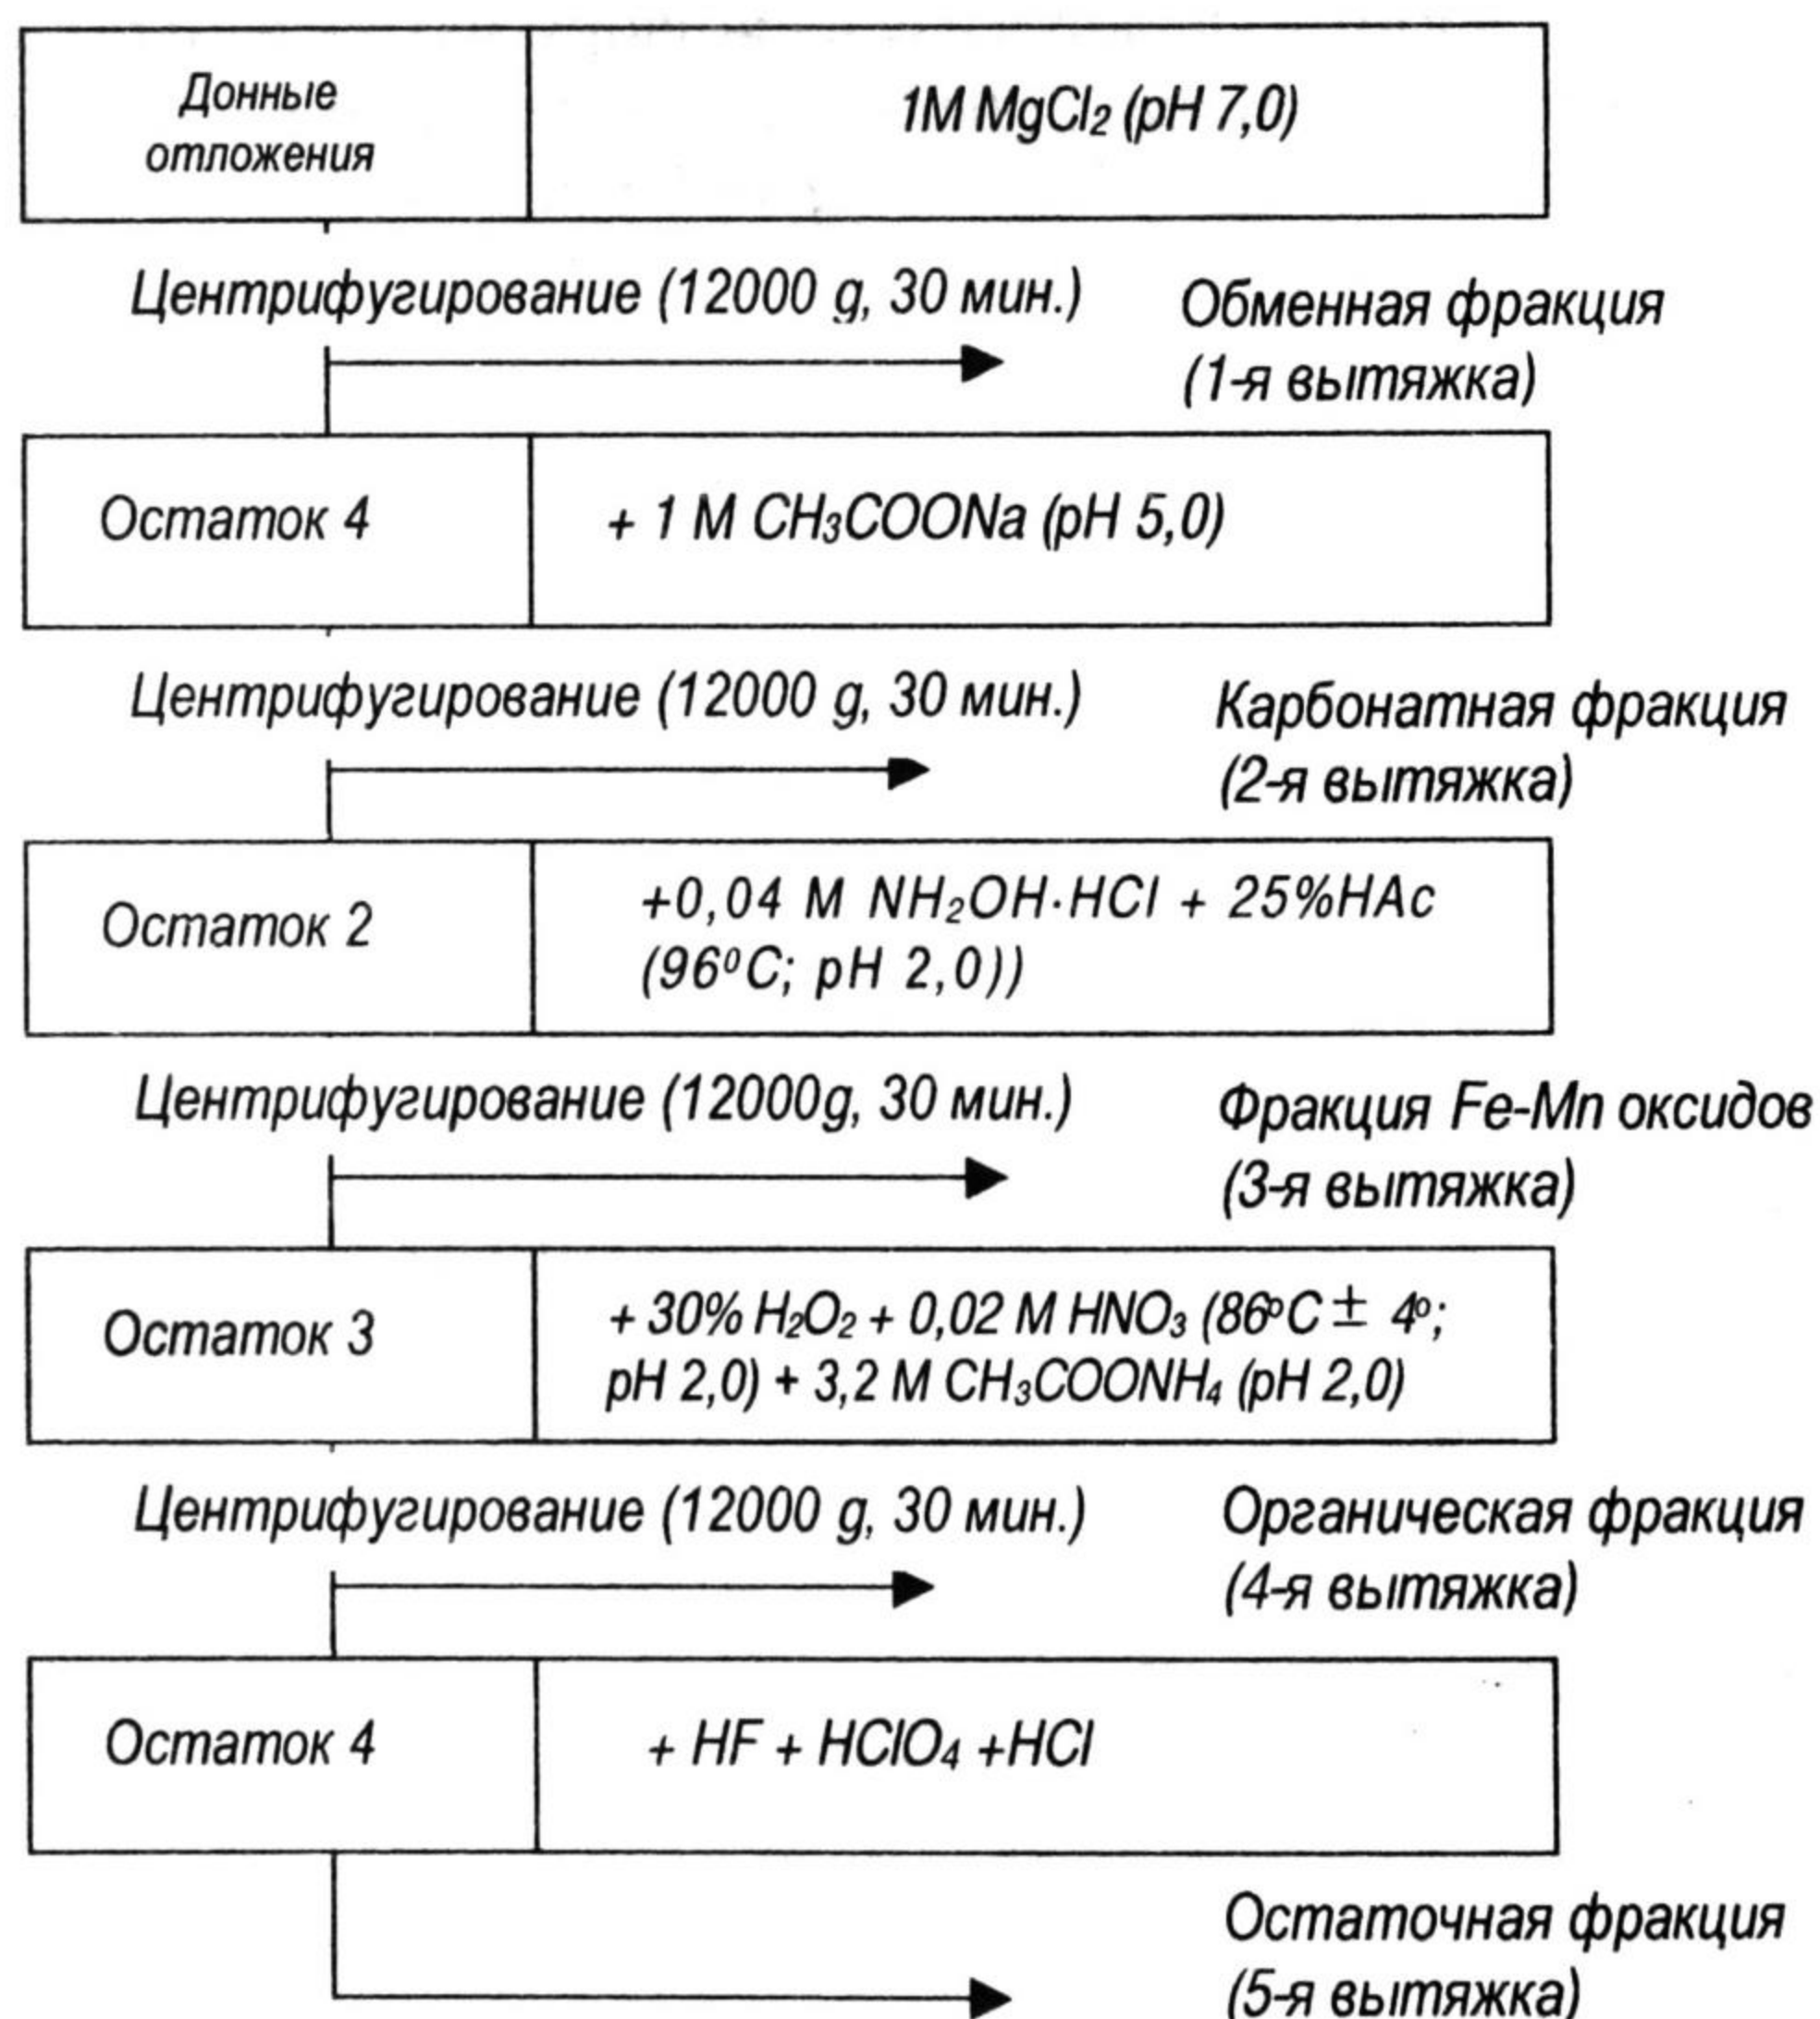 Донные
отложения
1M MgCl₂ (pH 7,0)
Центрифугирование (12000 g, 30 мин.)
Обменная фракция
(1-я вытяжка)
Остаток 4
+ 1 M CH₃COONa (pH 5,0)
Центрифугирование (12000 g, 30 мин.)
Карбонатная фракция
(2-я вытяжка)
Остаток 2
+0,04 M NH₂OH·HCl + 25%HAc
(96⁰C; pH 2,0))
Центрифугирование (12000g, 30 мин.)
Фракция Fe-Mn оксидов
(3-я вытяжка)
Остаток 3
+ 30% H₂O₂ + 0,02 M HNO₃ (86ºC ± 4º;
pH 2,0) + 3,2 M CH₃COONH₄ (pH 2,0)
Центрифугирование (12000 g, 30 мин.)
Органическая фракция
(4-я вытяжка)
Остаток 4
+ HF + HClO₄ +HCl
Остаточная фракция
(5-я вытяжка)